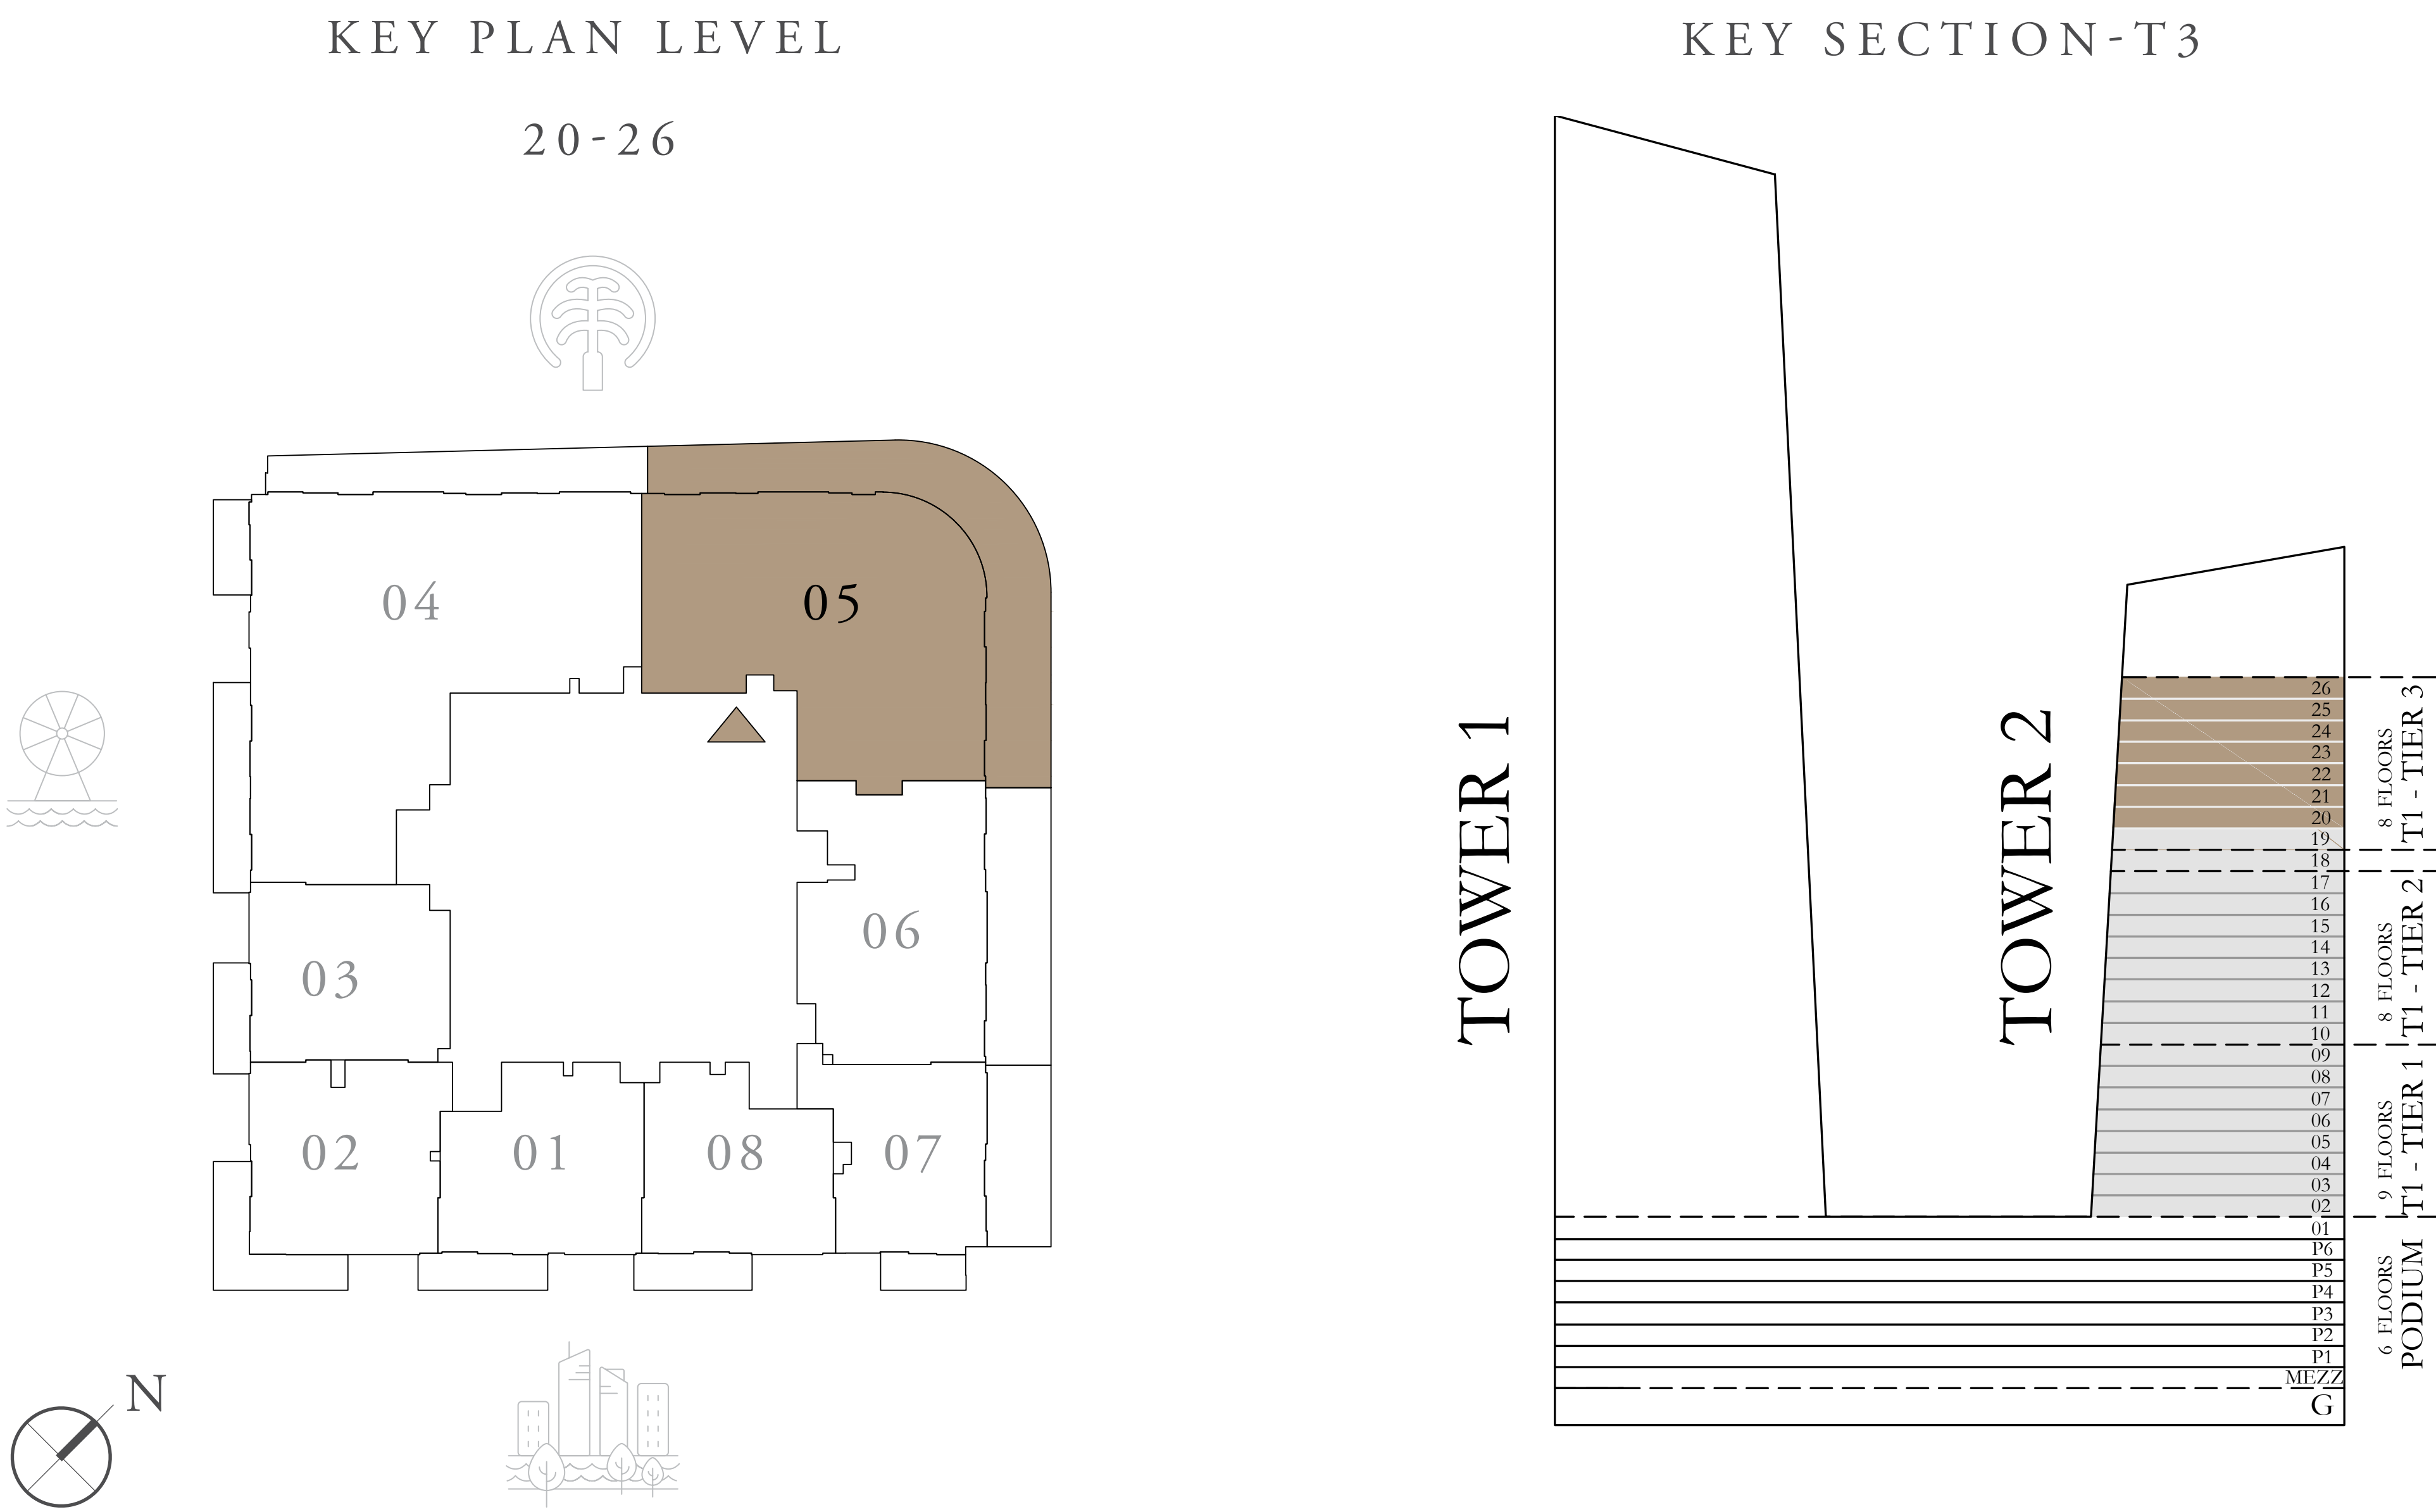 KEY PLAN LEVEL
20-26
04
05
03
06
02
01
08
07
N
KEY SECTION-T3
TOWER 1
TOWER 2
26
25
24
23
22
21
20
19
18
17
16
15
14
13
12
11
10
09
08
07
06
05
04
03
02
01
P6
P5
P4
P3
P2
P1
MEZZ
G
8 FLOORS
T1 - TIER 3
8 FLOORS
T1 - TIER 2
9 FLOORS
T1 - TIER 1
6 FLOORS
PODIUM